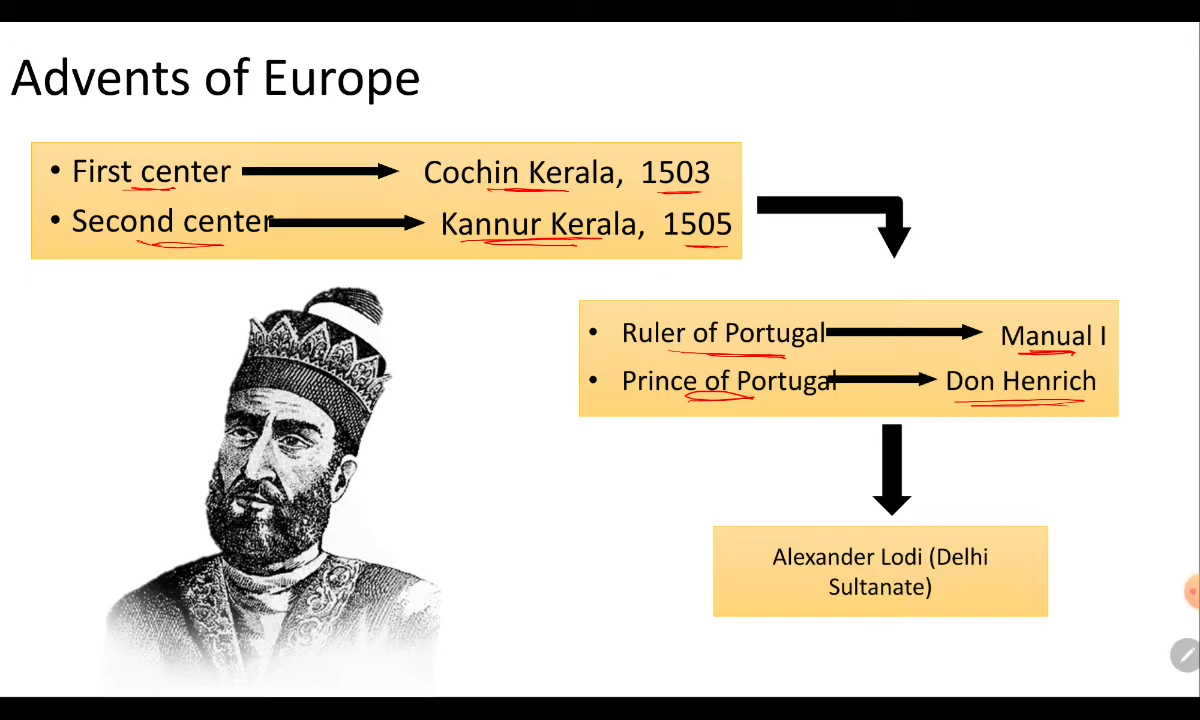 Advents of Europe
• First center Cochin Kerala, 1503
• Second center Kannur Kerala, 1505
• Ruler of Portugal Manual I
• Prince of Portugal Don Henrich
Alexander Lodi (Delhi
Sultanate)